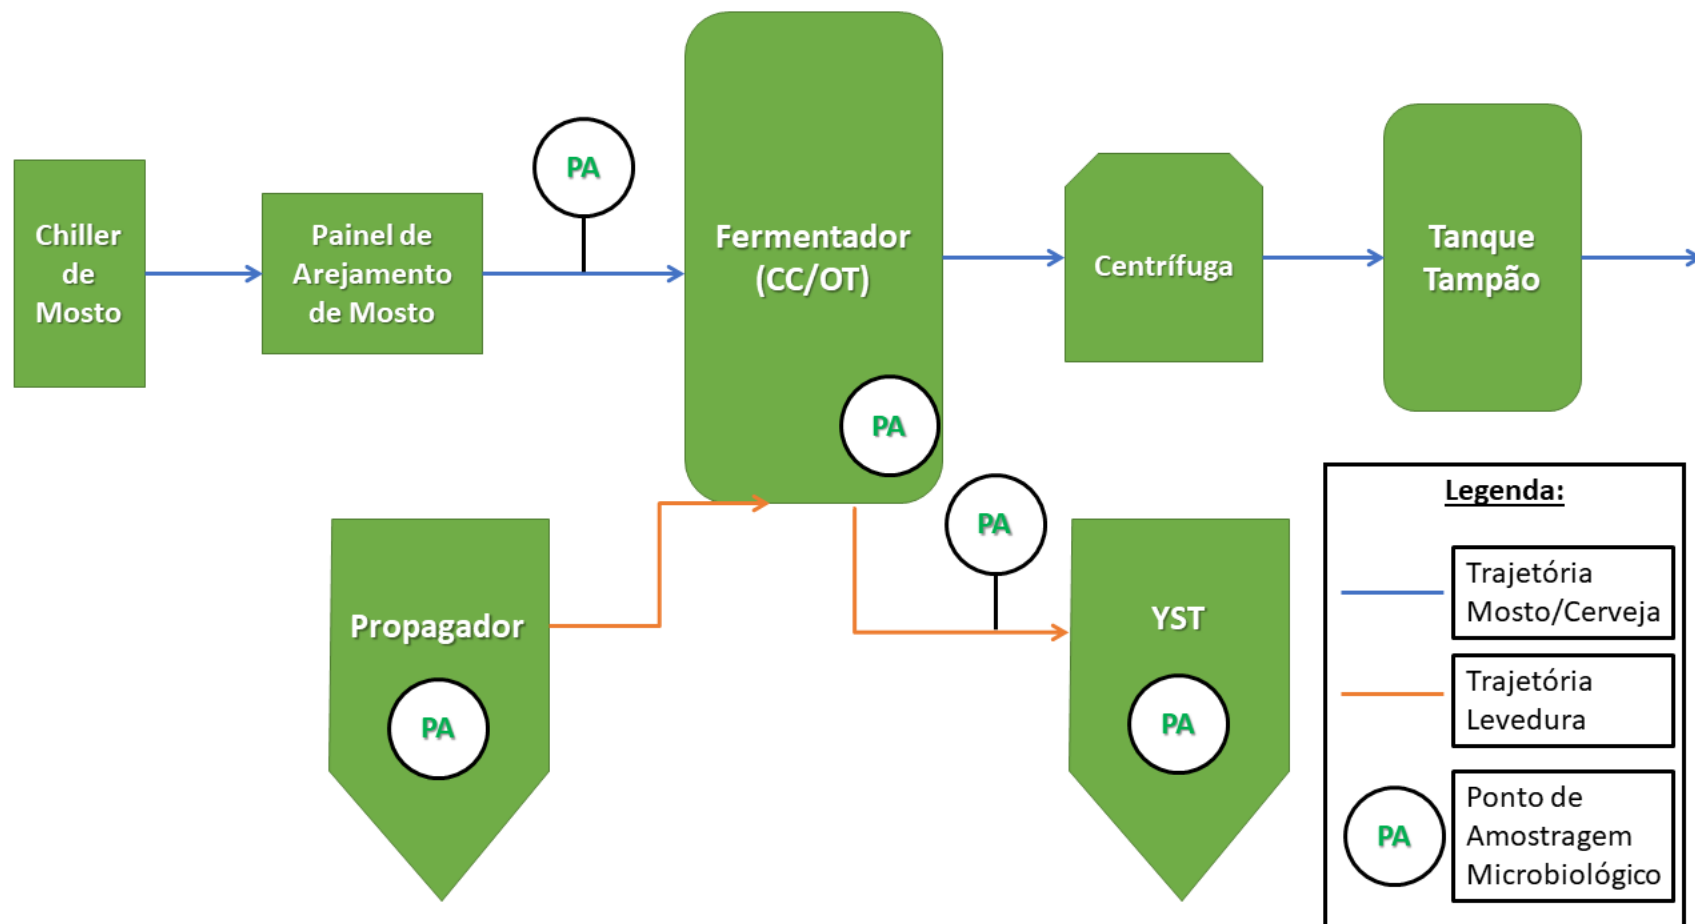 Chiller
de
Mosto
Painel de
Arejamento
de Mosto
PA
Fermentador
(CC/OT)
PA
Centrífuga
Tanque
Tampão
Propagador
PA
PA
YST
PA
Legenda:
Trajetória
Mosto/Cerveja
Trajetória
Levedura
PA
Ponto de
Amostragem
Microbiológico